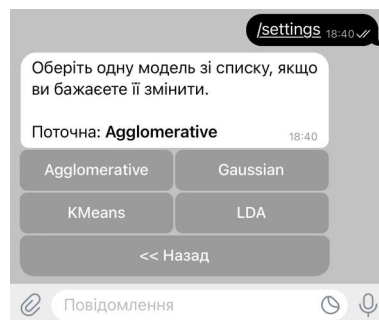 /settings 18:40
Оберіть одну модель зі списку, якщо
ви бажаєте її змінити.
Поточна: Agglomerative 18:40
Agglomerative Gaussian
KMeans LDA
<< Назад
Повідомлення